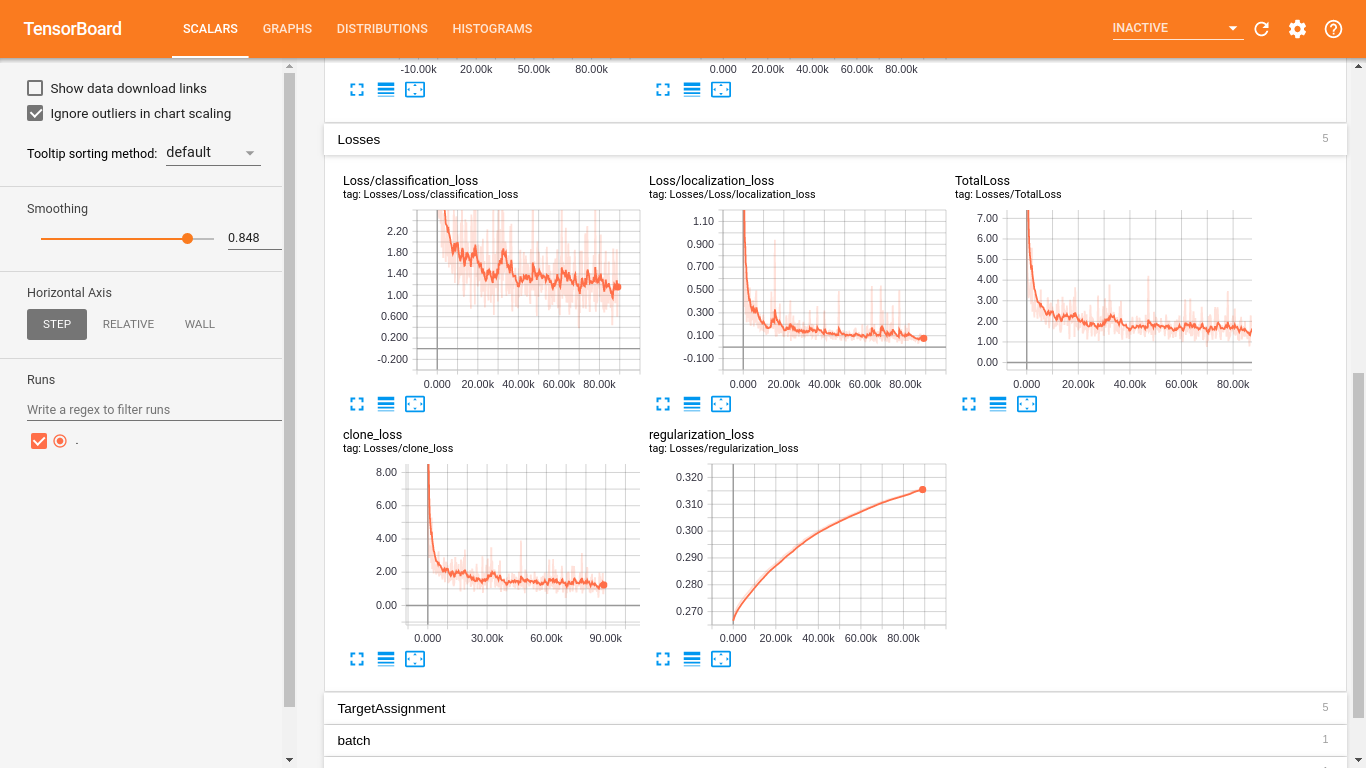 TensorBoard SCALARS GRAPHS DISTRIBUTIONS HISTOGRAMS INACTIVE
Show data download links
Ignore outliers in chart scaling
Tooltip sorting method: default
Smoothing
0.848
Horizontal Axis
STEP RELATIVE WALL
Runs
Write a regex to filter runs
.
-10.00k 20.00k 50.00k 80.00k
0.000 20.00k 40.00k 60.00k 80.00k
Losses 5
Loss/classification_loss
tag: Losses/Loss/classification_loss
2.20
1.80
1.40
1.00
0.600
0.200
-0.200
0.000 20.00k 40.00k 60.00k 80.00k
Loss/localization_loss
tag: Losses/Loss/localization_loss
1.10
0.900
0.700
0.500
0.300
0.100
-0.100
0.000 20.00k 40.00k 60.00k 80.00k
TotalLoss
tag: Losses/TotalLoss
7.00
6.00
5.00
4.00
3.00
2.00
1.00
0.00
0.000 20.00k 40.00k 60.00k 80.00k
clone_loss
tag: Losses/clone_loss
8.00
6.00
4.00
2.00
0.00
0.000 30.00k 60.00k 90.00k
regularization_loss
tag: Losses/regularization_loss
0.320
0.310
0.300
0.290
0.280
0.270
0.000 20.00k 40.00k 60.00k 80.00k
TargetAssignment 5
batch 1